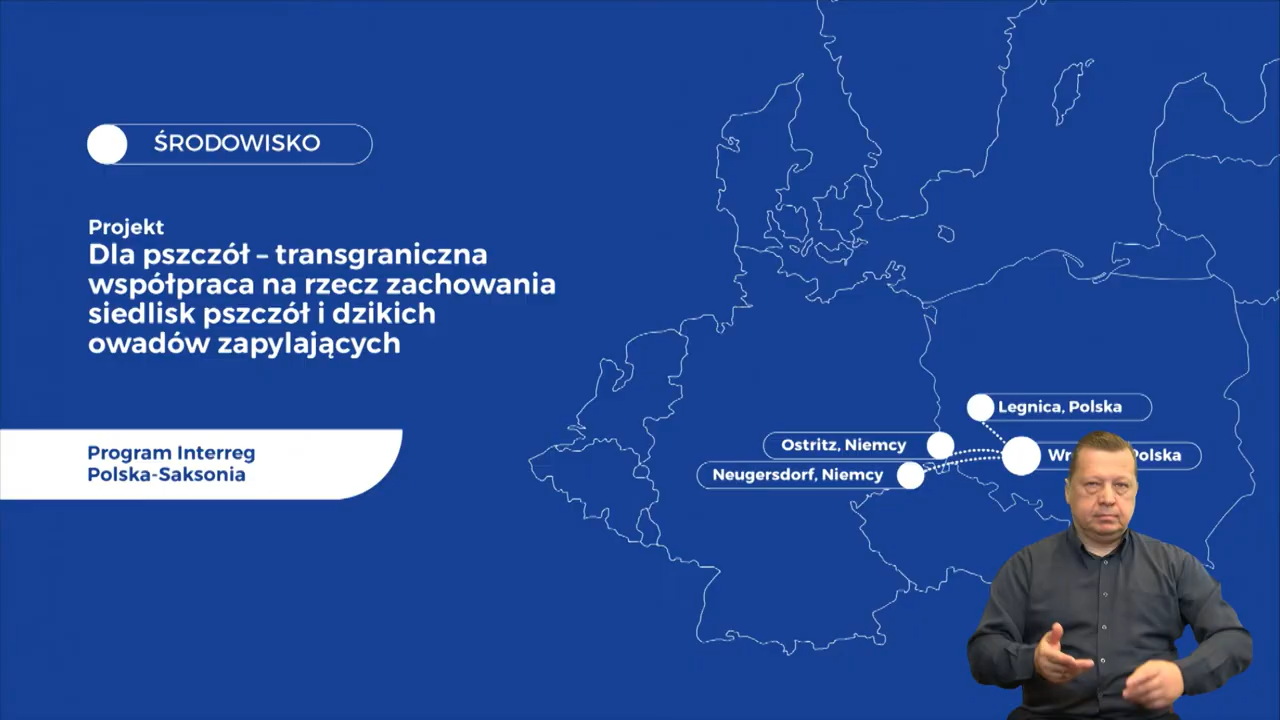 ŚRODOWISKO
Projekt
Dla pszczół – transgraniczna
współpraca na rzecz zachowania
siedlisk pszczół i dzikich
owadów zapylających
Program Interreg
Polska-Saksonia
Legnica, Polska
Ostritz, Niemcy
Polska
Neugersdorf, Niemcy